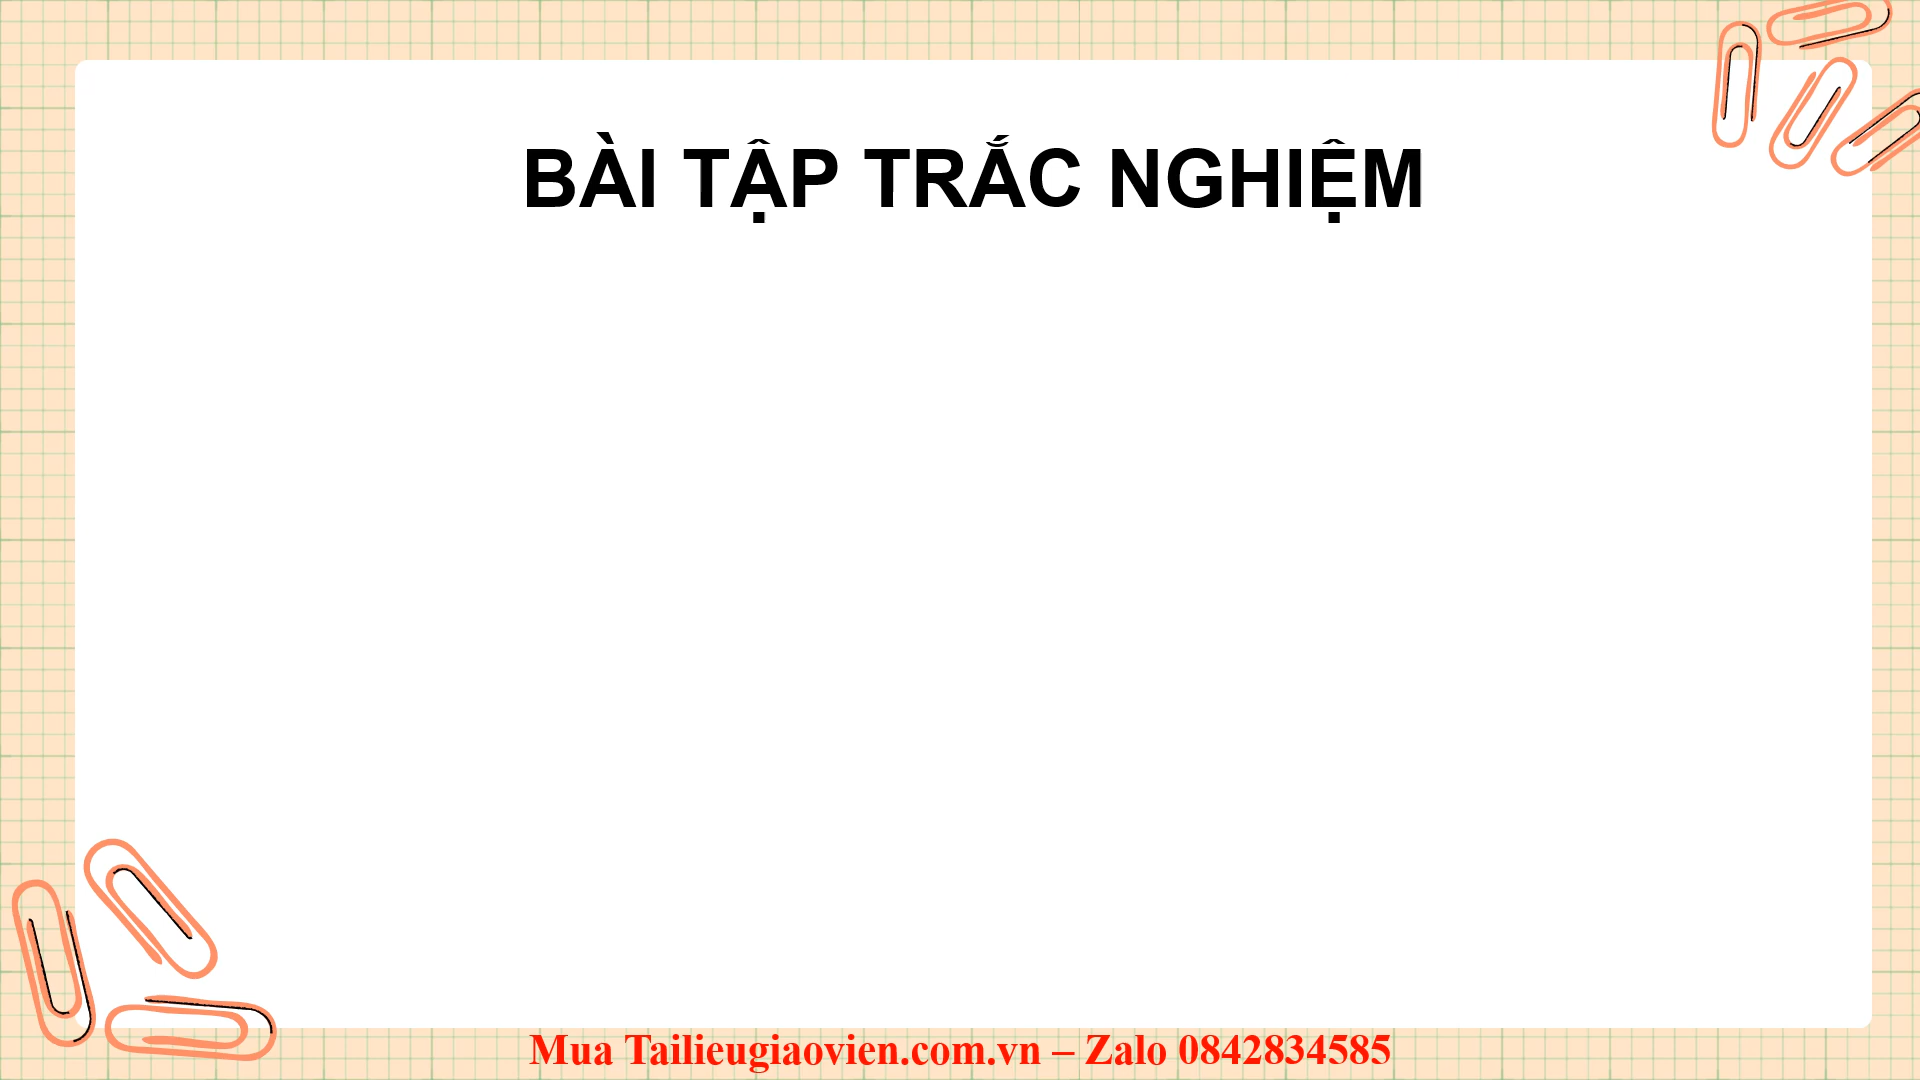 BÀI TẬP TRẮC NGHIỆM
Mua Tailieugiaovien.com.vn – Zalo 0842834585